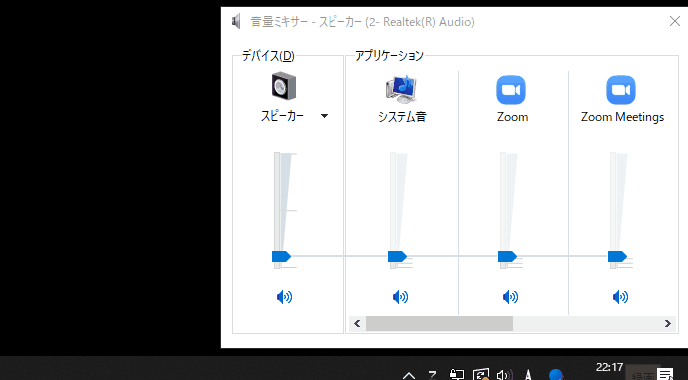 音量ミキサー - スピーカー (2- Realtek(R) Audio)
デバイス(D)
アプリケーション
スピーカー
システム音
Zoom
Zoom Meetings
22:17